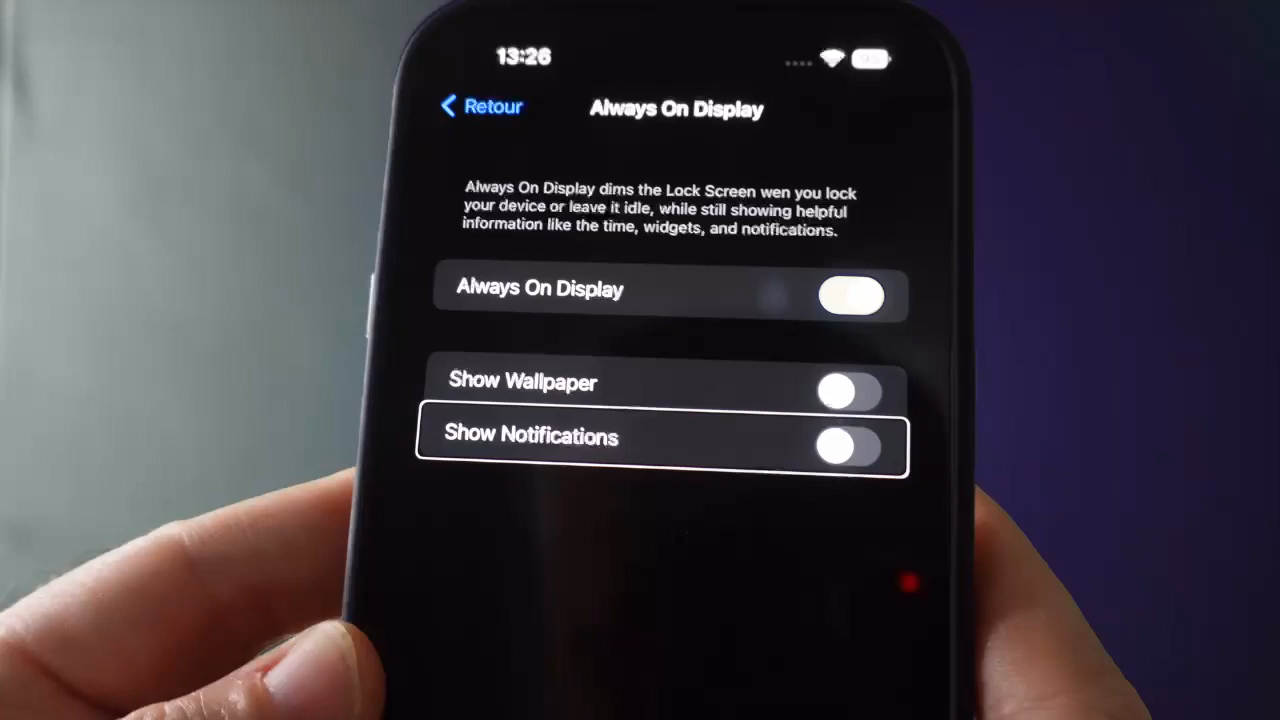 13:26
Retour
Always On Display
Always On Display dims the Lock Screen wen you lock
your device or leave it idle, while still showing helpful
information like the time, widgets, and notifications.
Always On Display
Show Wallpaper
Show Notifications